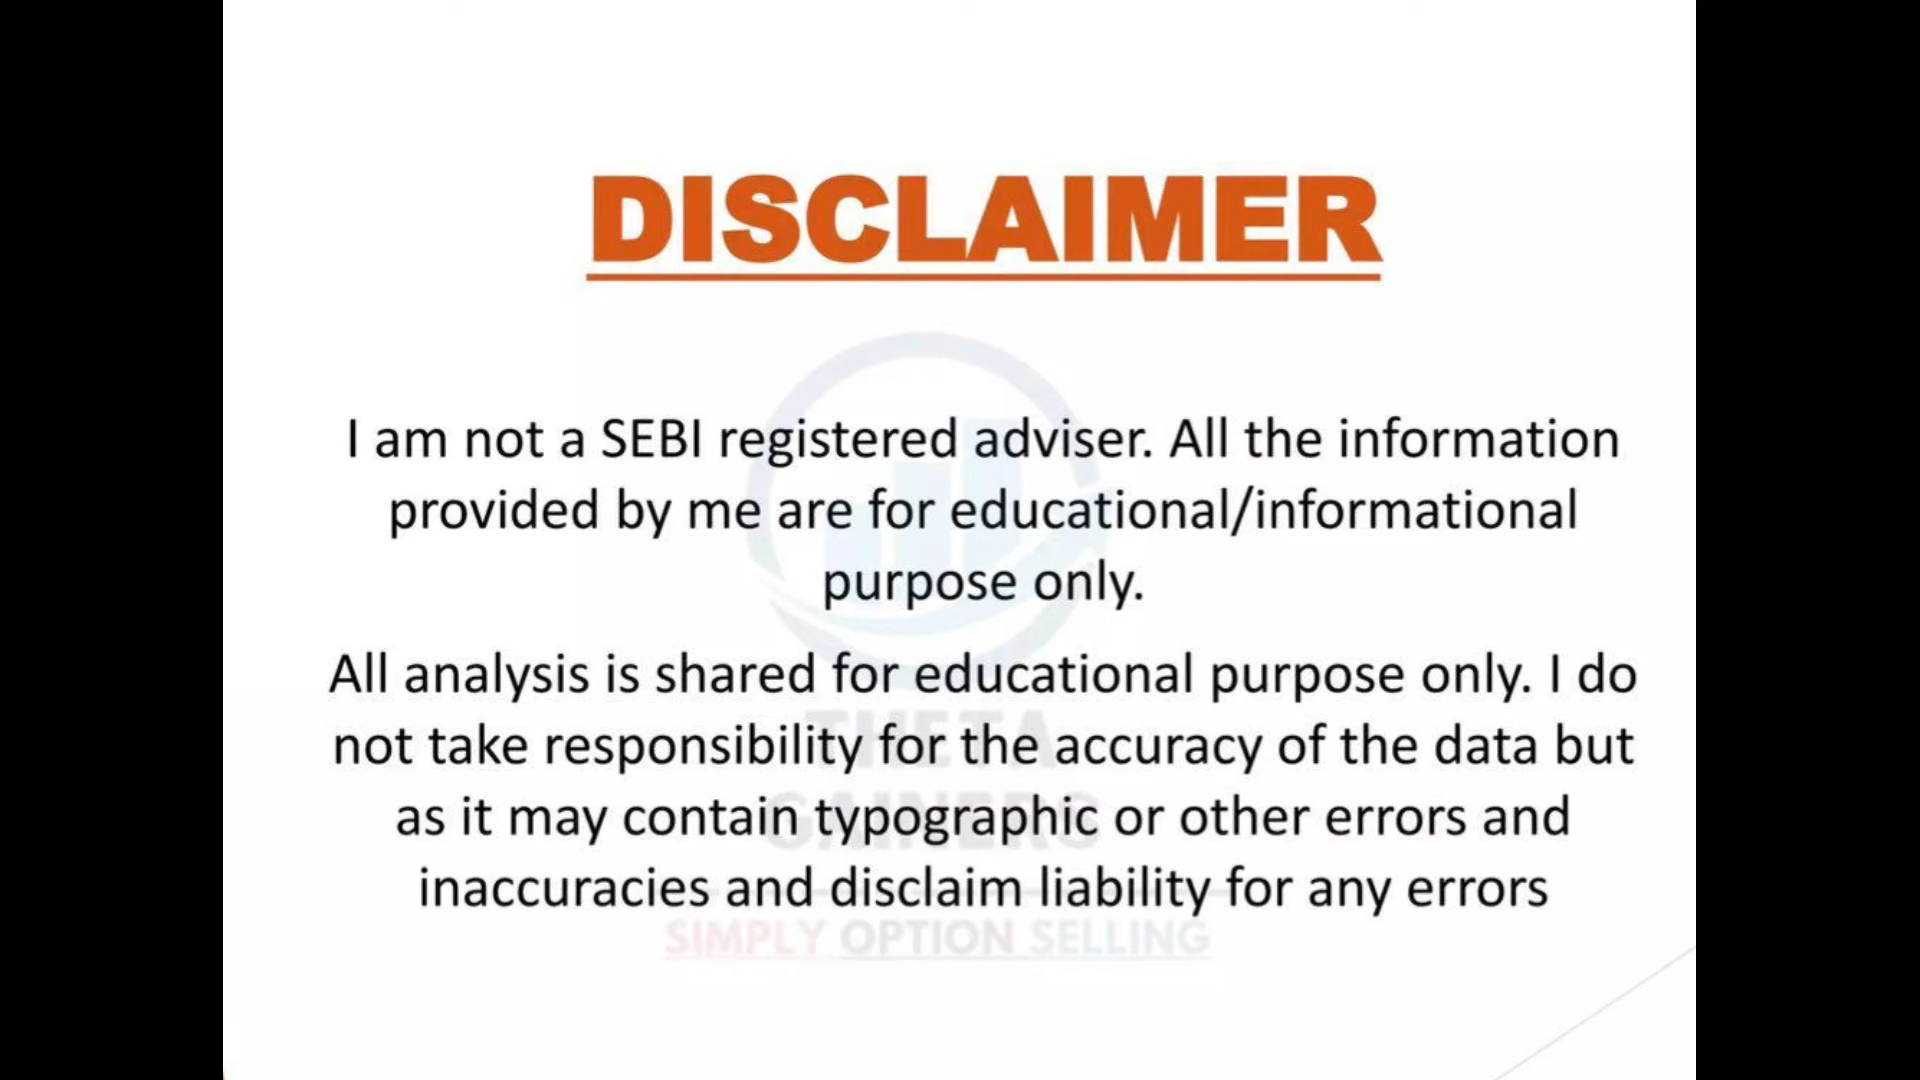 DISCLAIMER
I am not a SEBI registered adviser. All the information
provided by me are for educational/informational
purpose only.
All analysis is shared for educational purpose only. I do
not take responsibility for the accuracy of the data but
as it may contain typographic or other errors and
inaccuracies and disclaim liability for any errors
THETA
GAINERS
SIMPLY OPTION SELLING